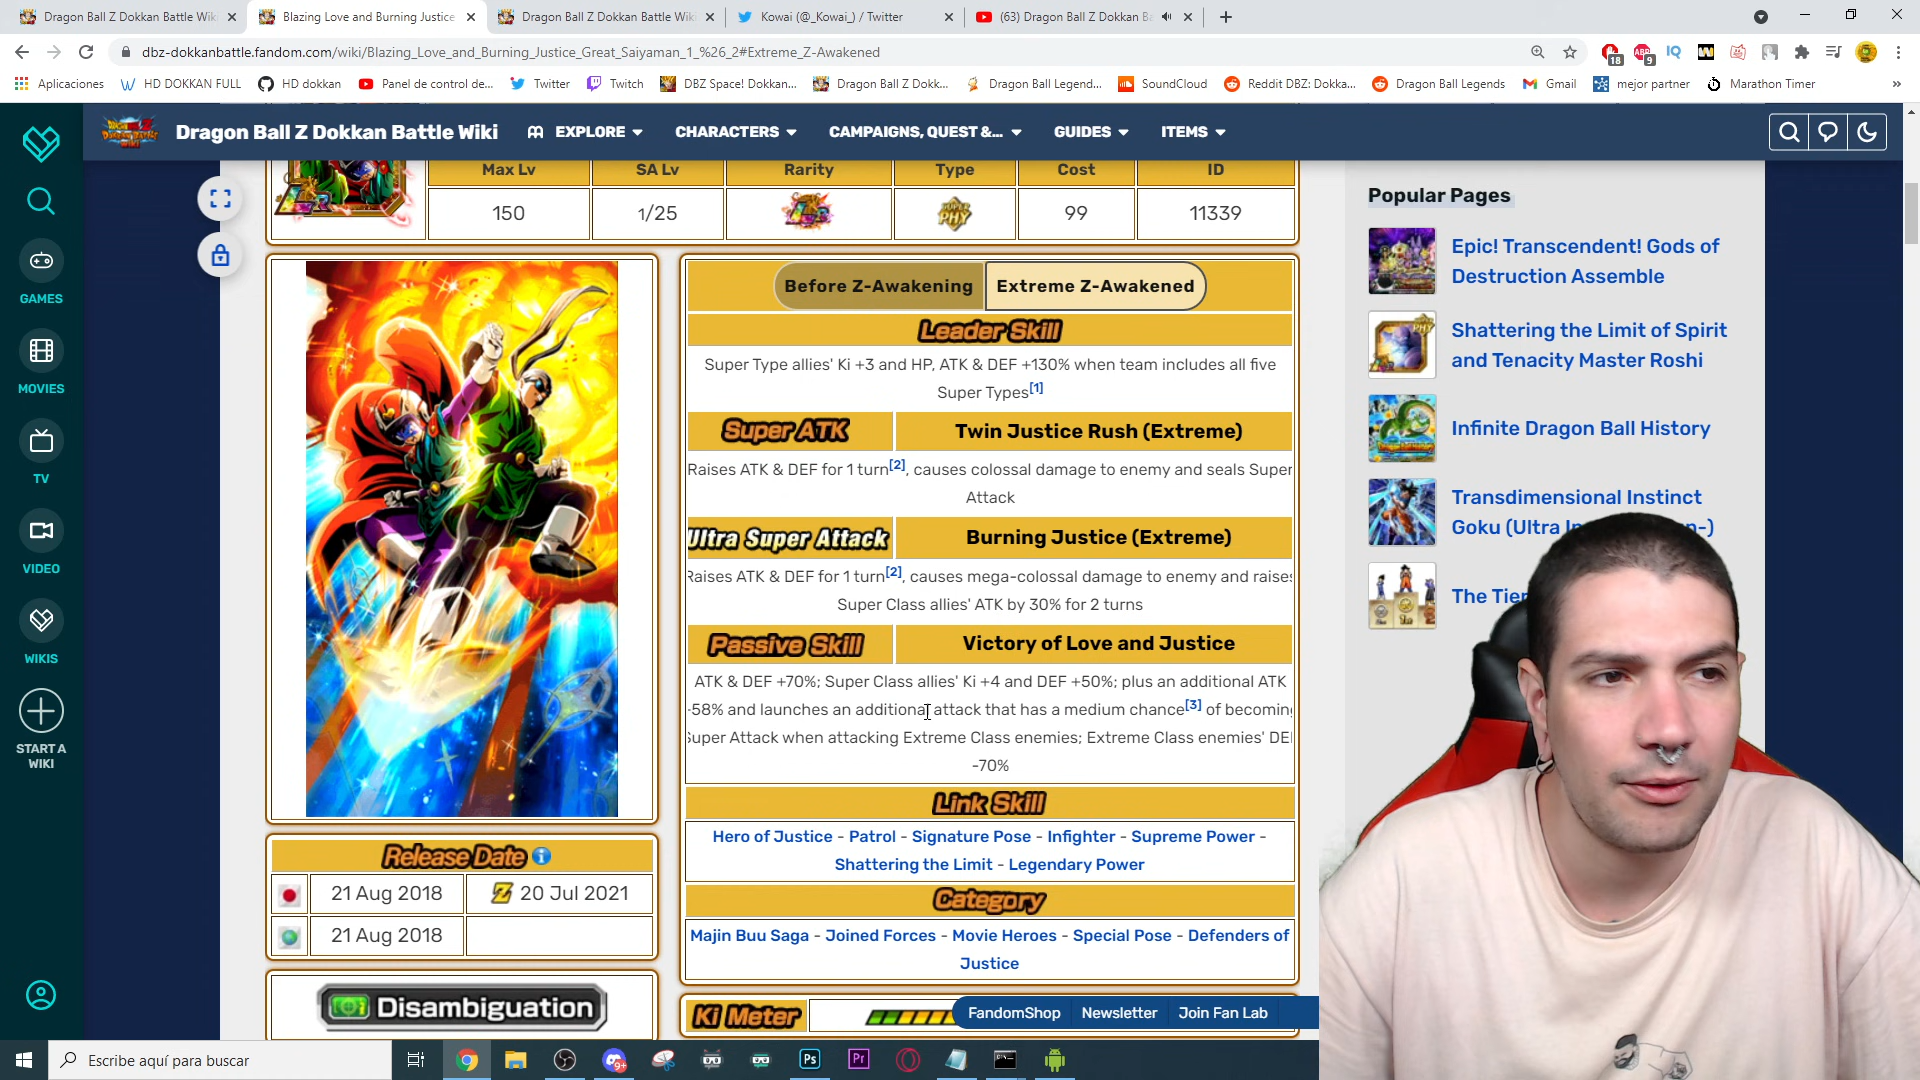 Dragon Ball Z Dokkan Battle Wi
Blazing Love and Burning Justice
Dragon Ball Z Dokkan Battle Wi
Kowai (@_Kowai_) / Twitter
(63) Dragon Ball Z Dokkan B
dbz-dokkanbattle.fandom.com/wiki/Blazing_Love_and_Burning_Justice_Great_Saiyaman_1_%26_2#Extreme_Z-Awakened
18
ABP
9
IQ
Aplicaciones
HD DOKKAN FULL
HD dokkan
Panel de control de...
Twitter
Twitch
DBZ Space! Dokkan...
Dragon Ball Z Dokk...
Dragon Ball Legend...
SoundCloud
Reddit DBZ: Dokka...
Dragon Ball Legends
Gmail
mejor partner
Marathon Timer
Dragon Ball Z Dokkan Battle Wiki
EXPLORE
CHARACTERS
CAMPAIGNS, QUEST &...
GUIDES
ITEMS
GAMES
MOVIES
TV
VIDEO
WIKIS
START A
WIKI
Max Lv
SA Lv
Rarity
Type
Cost
ID
150
1/25
LR
SUPER
PHY
99
11339
Before Z-Awakening
Extreme Z-Awakened
Leader Skill
Super Type allies' Ki +3 and HP, ATK & DEF +130% when team includes all five
Super Types[1]
Super ATK
Twin Justice Rush (Extreme)
Raises ATK & DEF for 1 turn[2], causes colossal damage to enemy and seals Super
Attack
Ultra Super Attack
Burning Justice (Extreme)
Raises ATK & DEF for 1 turn[2], causes mega-colossal damage to enemy and raises
Super Class allies' ATK by 30% for 2 turns
Passive Skill
Victory of Love and Justice
ATK & DEF +70%; Super Class allies' Ki +4 and DEF +50%; plus an additional ATK
+58% and launches an additional attack that has a medium chance[3] of becoming
Super Attack when attacking Extreme Class enemies; Extreme Class enemies' DEF
-70%
Link Skill
Hero of Justice - Patrol - Signature Pose - Infighter - Supreme Power -
Shattering the Limit - Legendary Power
Category
Majin Buu Saga - Joined Forces - Movie Heroes - Special Pose - Defenders of
Justice
Ki Meter
Release Date
21 Aug 2018
Z 20 Jul 2021
21 Aug 2018
Disambiguation
Popular Pages
Epic! Transcendent! Gods of
Destruction Assemble
Shattering the Limit of Spirit
and Tenacity Master Roshi
Infinite Dragon Ball History
Transdimensional Instinct
Goku (Ultra In
n-)
The Tier
FandomShop
Newsletter
Join Fan Lab
Escribe aquí para buscar
9+
Ps
Pr